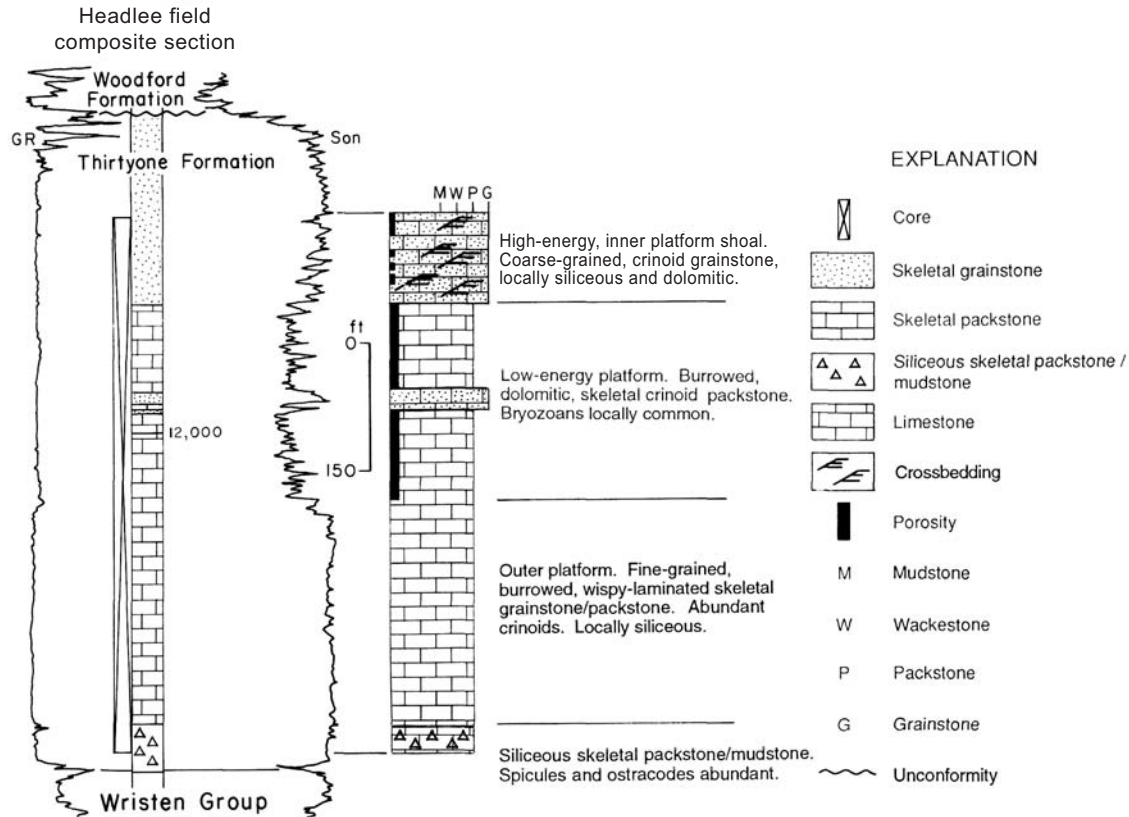 Headlee field
composite section
Woodford
Formation
GR
Son
Thirtyone Formation
12,000
Wristen Group
M W P G
ft
0
150
High-energy, inner platform shoal.
Coarse-grained, crinoid grainstone,
locally siliceous and dolomitic.
Low-energy platform. Burrowed,
dolomitic, skeletal crinoid packstone.
Bryozoans locally common.
Outer platform. Fine-grained,
burrowed, wispy-laminated skeletal
grainstone/packstone. Abundant
crinoids. Locally siliceous.
Siliceous skeletal packstone/mudstone.
Spicules and ostracodes abundant.
EXPLANATION
Core
Skeletal grainstone
Skeletal packstone
Siliceous skeletal packstone /
mudstone
Limestone
Crossbedding
Porosity
M Mudstone
W Wackestone
P Packstone
G Grainstone
Unconformity